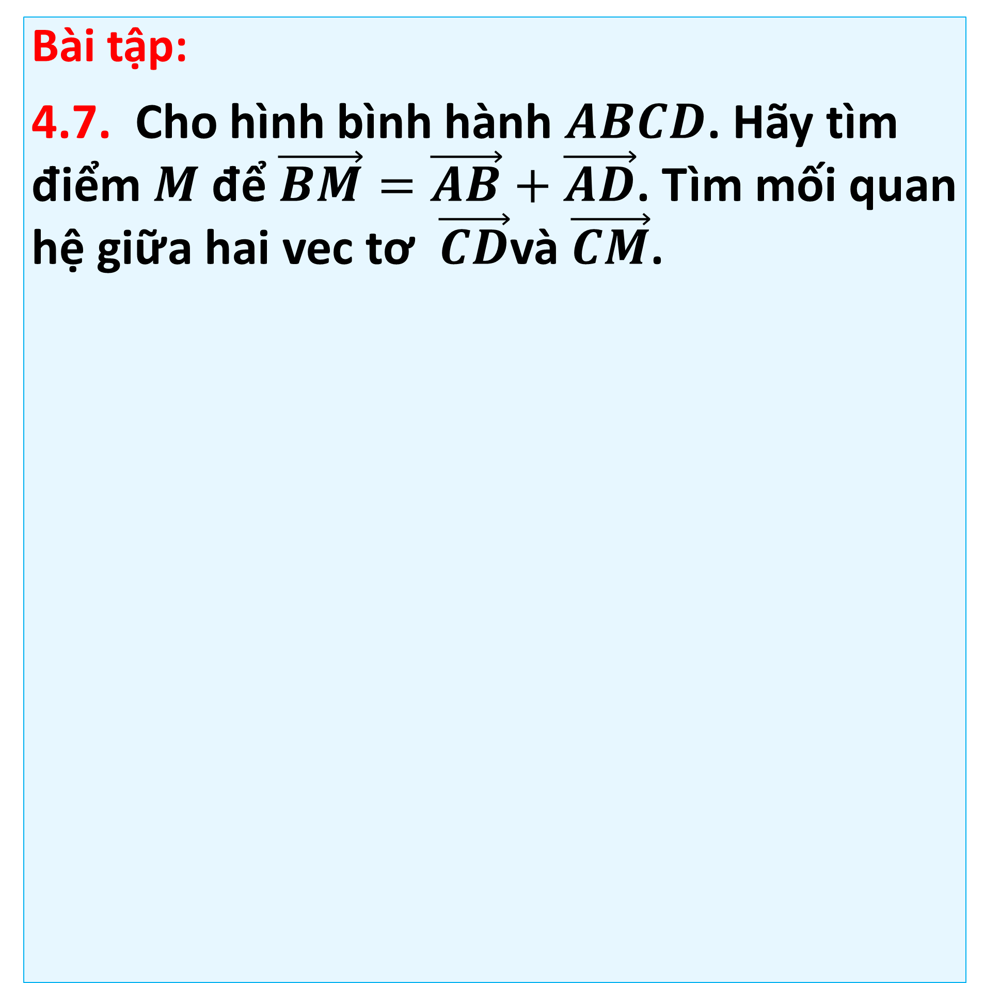 Bài tập:
4.7. Cho hình bình hành 𝑨𝑩𝑪𝑫. Hãy tìm
điểm 𝑴 để $\overrightarrow{BM} = \overrightarrow{AB} + \overrightarrow{AD}$. Tìm mối quan
hệ giữa hai vec tơ $\overrightarrow{CD}$và $\overrightarrow{CM}$.